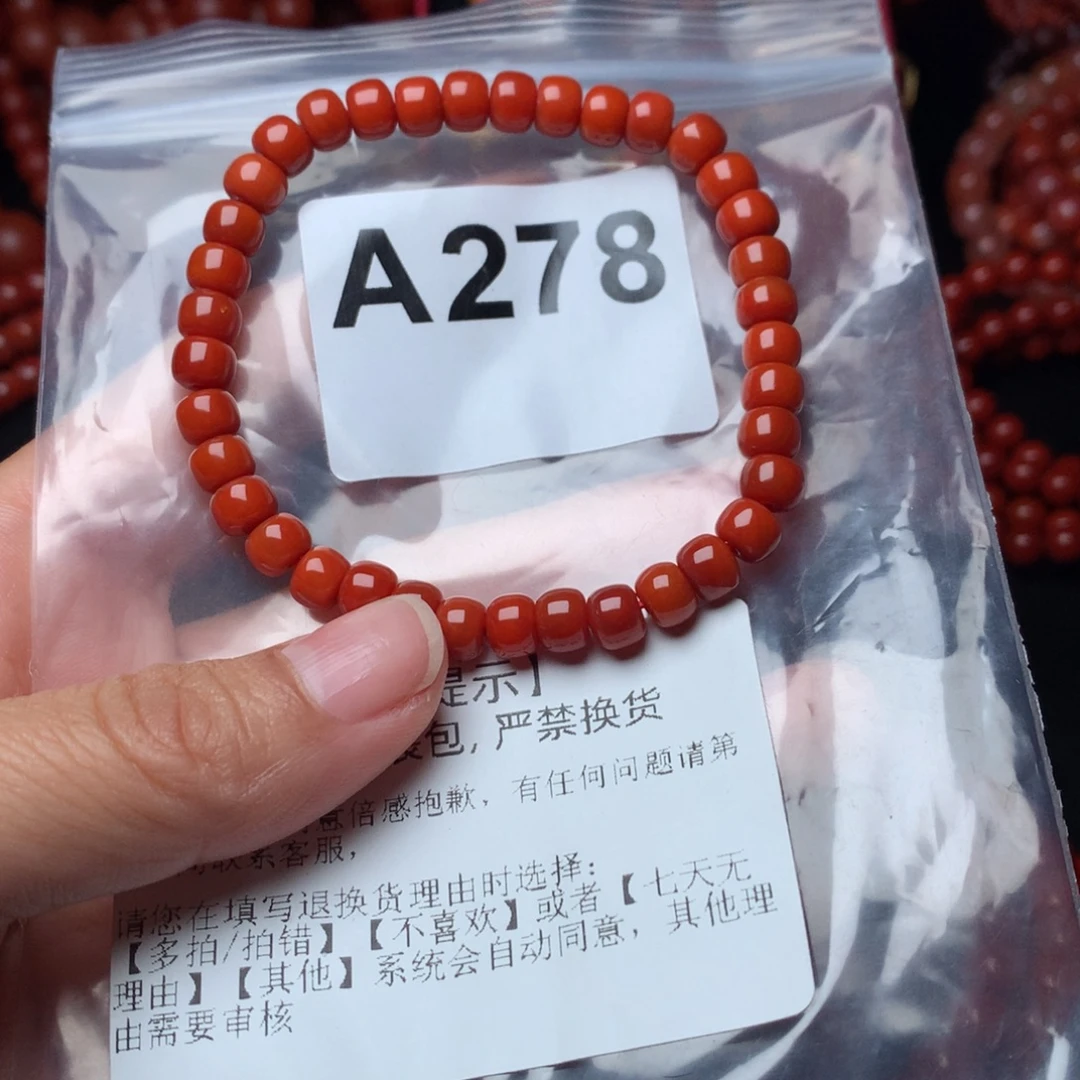 A278
提示】
包,严禁换货
倍感抱歉，有任何问题请第
联系客服，
请您在填写退换货理由时选择：
【多拍/拍错】【不喜欢】或者【七天无
理由】【其他】系统会自动同意，其他理
由需要审核